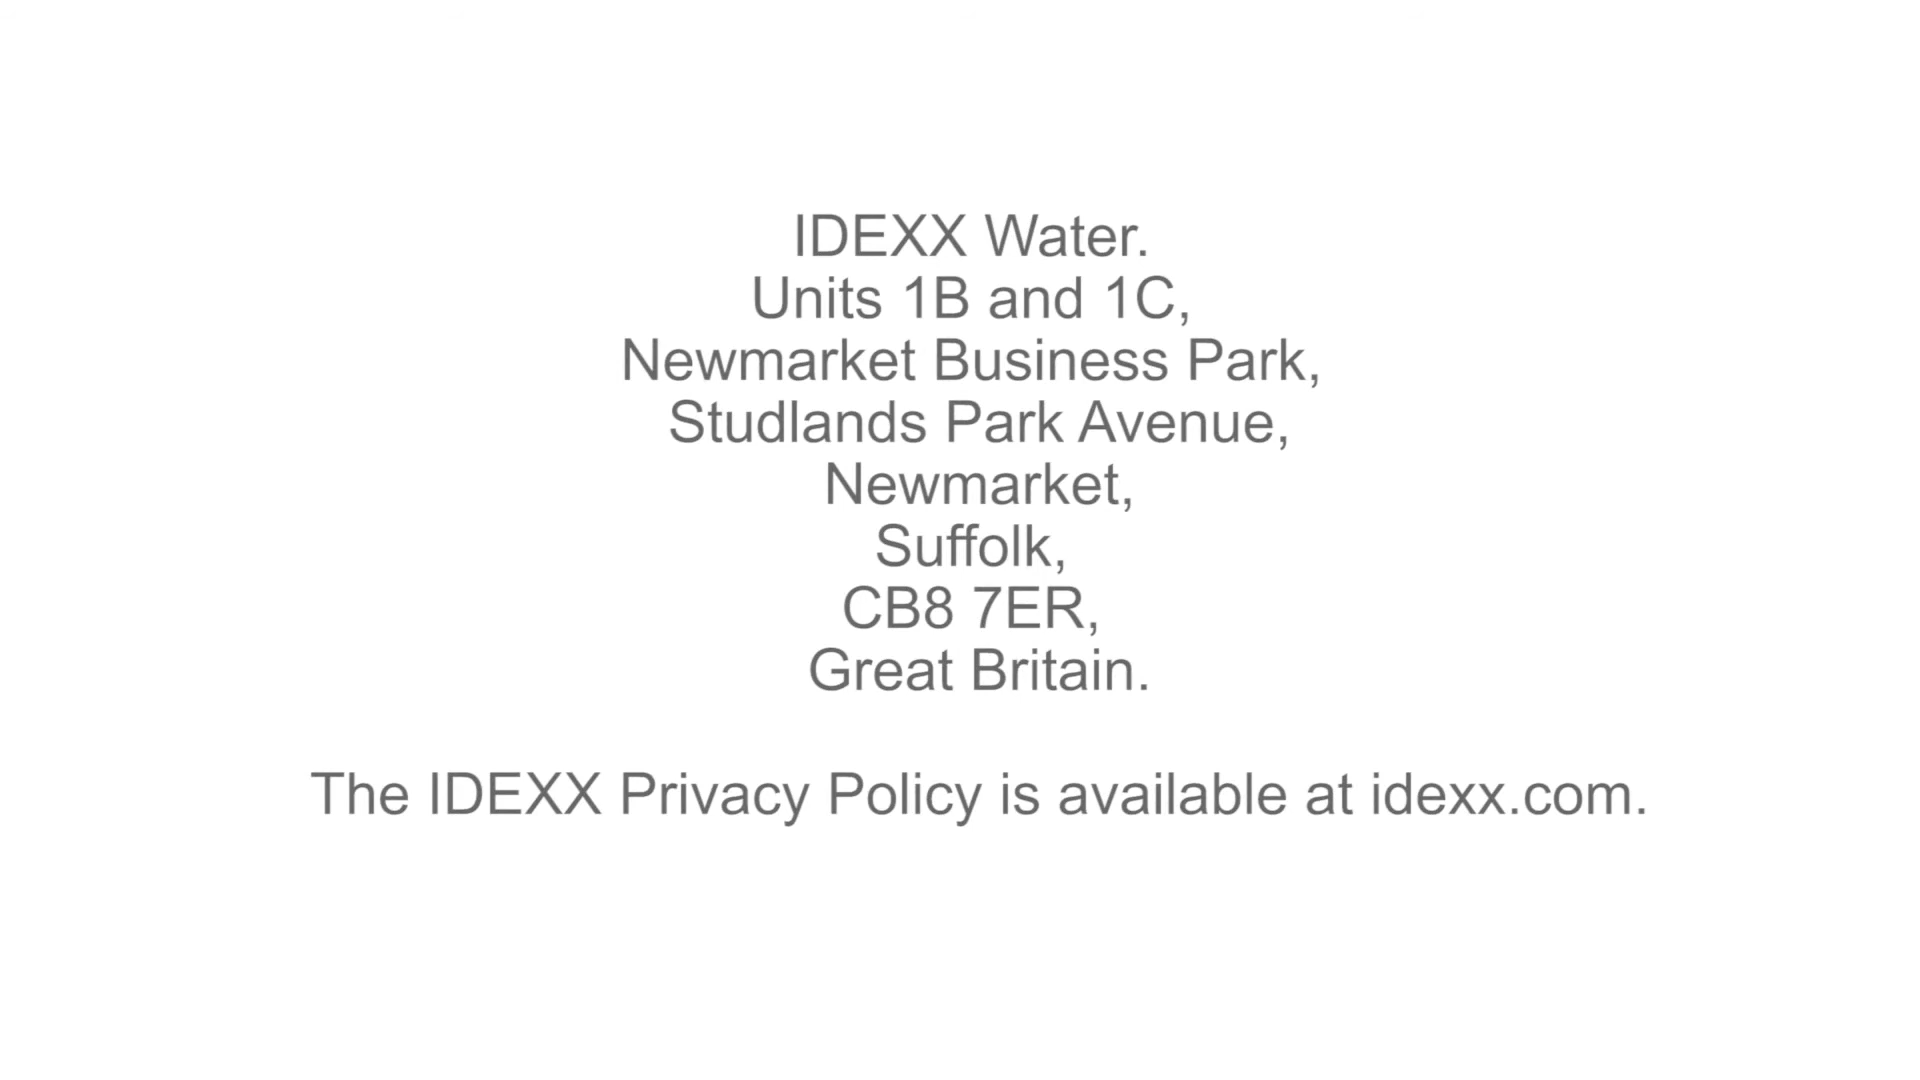 IDEXX Water.
Units 1B and 1C,
Newmarket Business Park,
Studlands Park Avenue,
Newmarket,
Suffolk,
CB8 7ER,
Great Britain.
The IDEXX Privacy Policy is available at idexx.com.